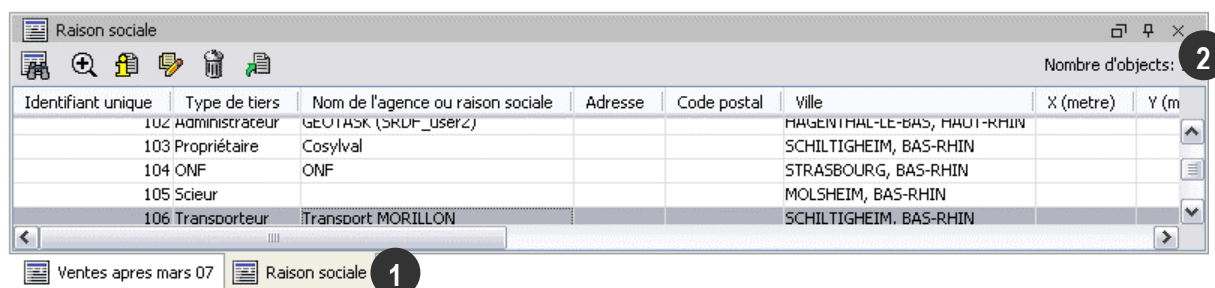 Raison sociale
Nombre d'objects:
2
Identifiant unique Type de tiers Nom de l'agence ou raison sociale Adresse Code postal Ville X (metre) Y (m
102 Administrateur GEOTASK (SRDF_user2) HAGENTHAL-LE-BAS, HAUT-RHIN
103 Propriétaire Cosylval SCHILTIGHEIM, BAS-RHIN
104 ONF ONF STRASBOURG, BAS-RHIN
105 Scieur MOLSHEIM, BAS-RHIN
106 Transporteur Transport MORILLON SCHILTIGHEIM, BAS-RHIN
Ventes apres mars 07 Raison sociale 1